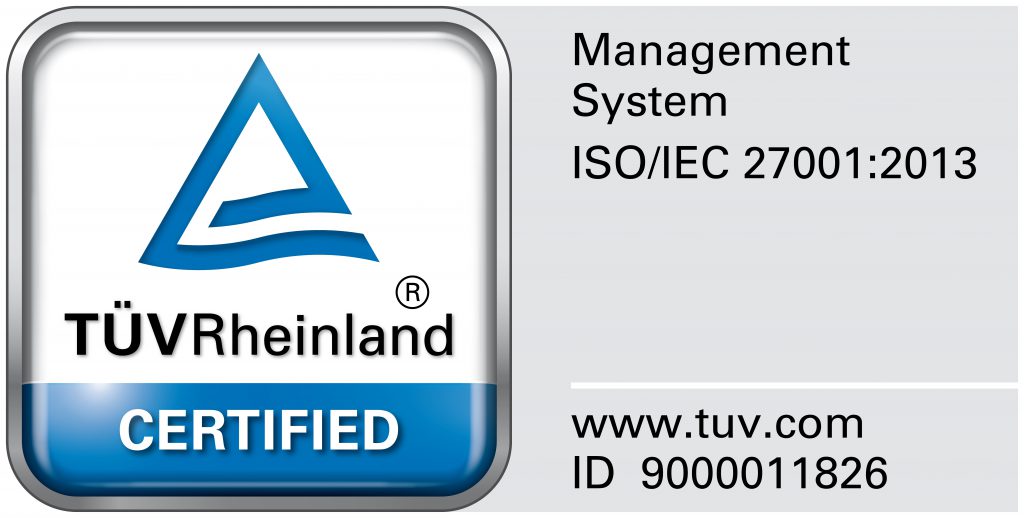 TÜVRheinland®
CERTIFIED
Management
System
ISO/IEC 27001:2013
www.tuv.com
ID 9000011826